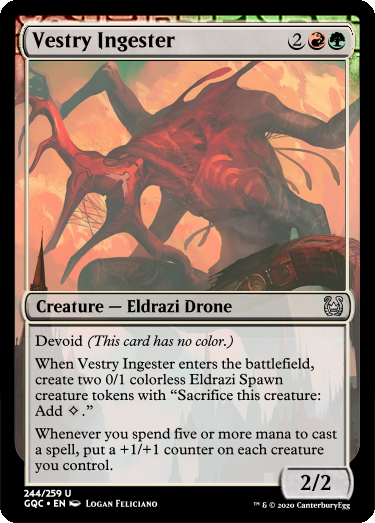 Vestry Ingester 2
Creature — Eldrazi Drone
Devoid (This card has no color.)
When Vestry Ingester enters the battlefield,
create two 0/1 colorless Eldrazi Spawn
creature tokens with “Sacrifice this creature:
Add ⟡.”
Whenever you spend five or more mana to cast
a spell, put a +1/+1 counter on each creature
you control.
2/2
244/259 U
GQC • EN Logan Feliciano
™ & © 2020 CanterburyEgg